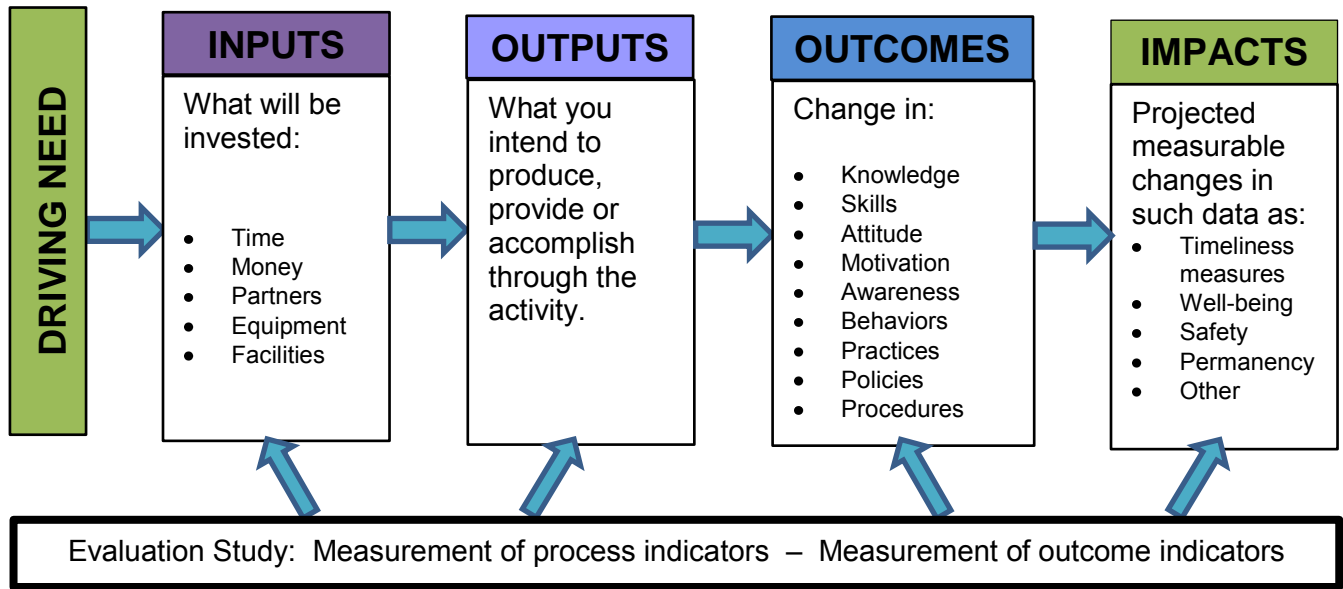 DRIVING NEED
INPUTS
What will be
invested:
• Time
• Money
• Partners
• Equipment
• Facilities
OUTPUTS
What you
intend to
produce,
provide or
accomplish
through the
activity.
OUTCOMES
Change in:
• Knowledge
• Skills
• Attitude
• Motivation
• Awareness
• Behaviors
• Practices
• Policies
• Procedures
IMPACTS
Projected
measurable
changes in
such data as:
• Timeliness
measures
• Well-being
• Safety
• Permanency
• Other
Evaluation Study: Measurement of process indicators – Measurement of outcome indicators